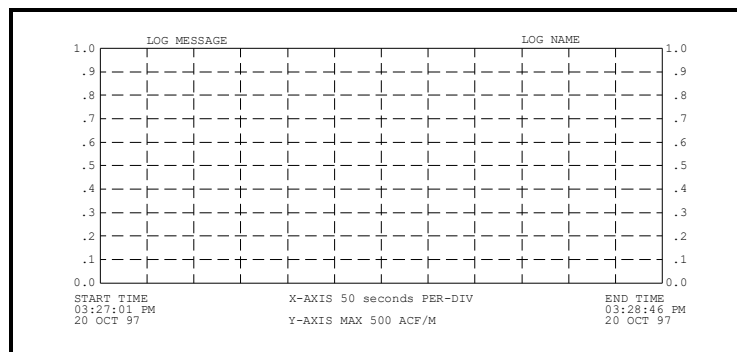 LOG MESSAGE LOG NAME
1.0 1.0
.9 .9
.8 .8
.7 .7
.6 .6
.5 .5
.4 .4
.3 .3
.2 .2
.1 .1
0.0 0.0
START TIME X-AXIS 50 seconds PER-DIV END TIME
03:27:01 PM 03:28:46 PM
20 OCT 97 Y-AXIS MAX 500 ACF/M 20 OCT 97